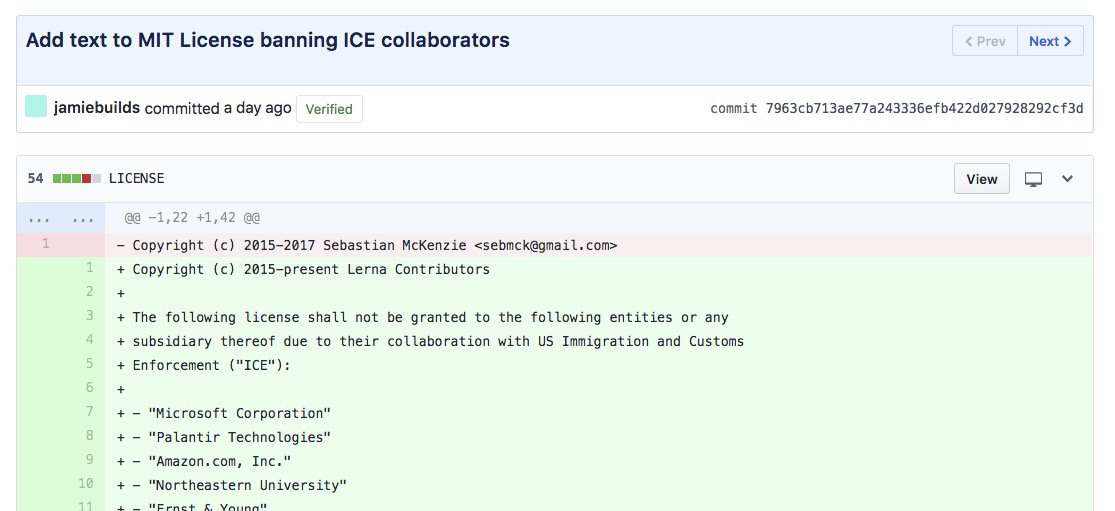 Add text to MIT License banning ICE collaborators
< Prev Next >
jamiebuilds committed a day ago Verified
commit 7963cb713ae77a243336efb422d027928292cf3d
54 LICENSE
View
... ... @@ -1,22 +1,42 @@
1 - Copyright (c) 2015-2017 Sebastian McKenzie <sebmck@gmail.com>
1 + Copyright (c) 2015-present Lerna Contributors
2 +
3 + The following license shall not be granted to the following entities or any
4 + subsidiary thereof due to their collaboration with US Immigration and Customs
5 + Enforcement ("ICE"):
6 +
7 + - "Microsoft Corporation"
8 + - "Palantir Technologies"
9 + - "Amazon.com, Inc."
10 + - "Northeastern University"
11 + - "Ernst & Young"